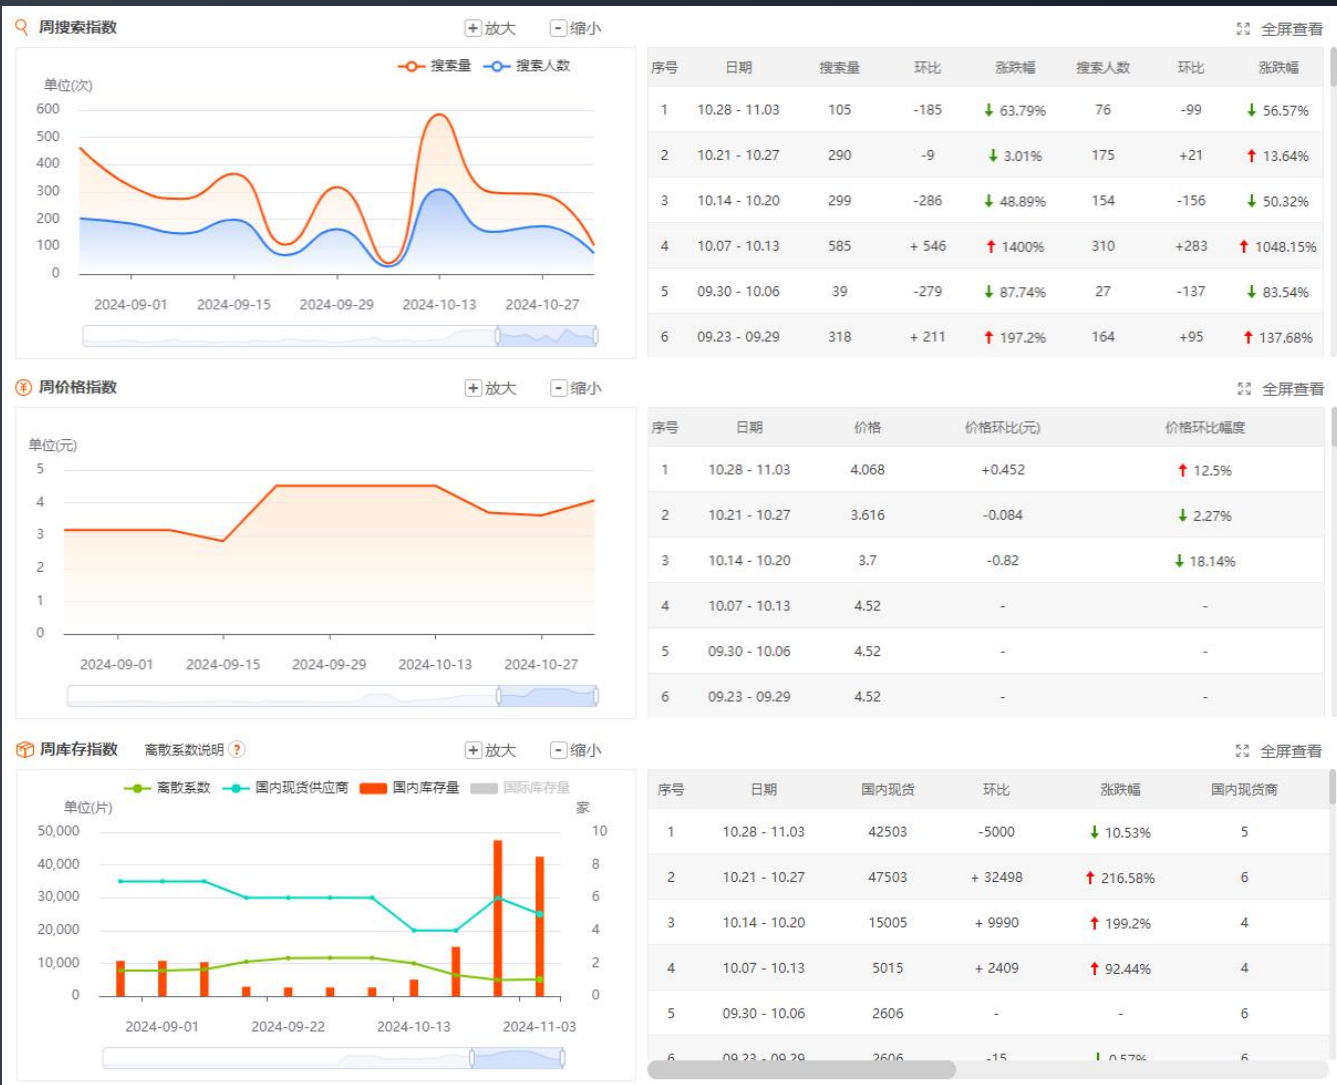 周搜索指数 + 放大 - 缩小 全屏查看
搜索量 搜索人数
单位(次)
600
500
400
300
200
100
0
2024-09-01 2024-09-15 2024-09-29 2024-10-13 2024-10-27
序号 日期 搜索量 环比 涨跌幅 搜索人数 环比 涨跌幅
1 10.28 - 11.03 105 -185 ↓ 63.79% 76 -99 ↓ 56.57%
2 10.21 - 10.27 290 -9 ↓ 3.01% 175 +21 ↑ 13.64%
3 10.14 - 10.20 299 -286 ↓ 48.89% 154 -156 ↓ 50.32%
4 10.07 - 10.13 585 + 546 ↑ 1400% 310 +283 ↑ 1048.15%
5 09.30 - 10.06 39 -279 ↓ 87.74% 27 -137 ↓ 83.54%
6 09.23 - 09.29 318 + 211 ↑ 197.2% 164 +95 ↑ 137.68%
周价格指数 + 放大 - 缩小 全屏查看
单位(元)
5
4
3
2
1
0
2024-09-01 2024-09-15 2024-09-29 2024-10-13 2024-10-27
序号 日期 价格 价格环比(元) 价格环比幅度
1 10.28 - 11.03 4.068 +0.452 ↑ 12.5%
2 10.21 - 10.27 3.616 -0.084 ↓ 2.27%
3 10.14 - 10.20 3.7 -0.82 ↓ 18.14%
4 10.07 - 10.13 4.52 - -
5 09.30 - 10.06 4.52 - -
6 09.23 - 09.29 4.52 - -
周库存指数 离散系数说明 ? + 放大 - 缩小 全屏查看
离散系数 国内现货供应商 国内库存量 国际库存量
单位(片) 家
50,000 10
40,000 8
30,000 6
20,000 4
10,000 2
0 0
2024-09-01 2024-09-22 2024-10-13 2024-11-03
序号 日期 国内现货 环比 涨跌幅 国内现货商
1 10.28 - 11.03 42503 -5000 ↓ 10.53% 5
2 10.21 - 10.27 47503 + 32498 ↑ 216.58% 6
3 10.14 - 10.20 15005 + 9990 ↑ 199.2% 4
4 10.07 - 10.13 5015 + 2409 ↑ 92.44% 4
5 09.30 - 10.06 2606 - - 6
6 09.23 - 09.29 2606 -15 ↓ 0.57% 6